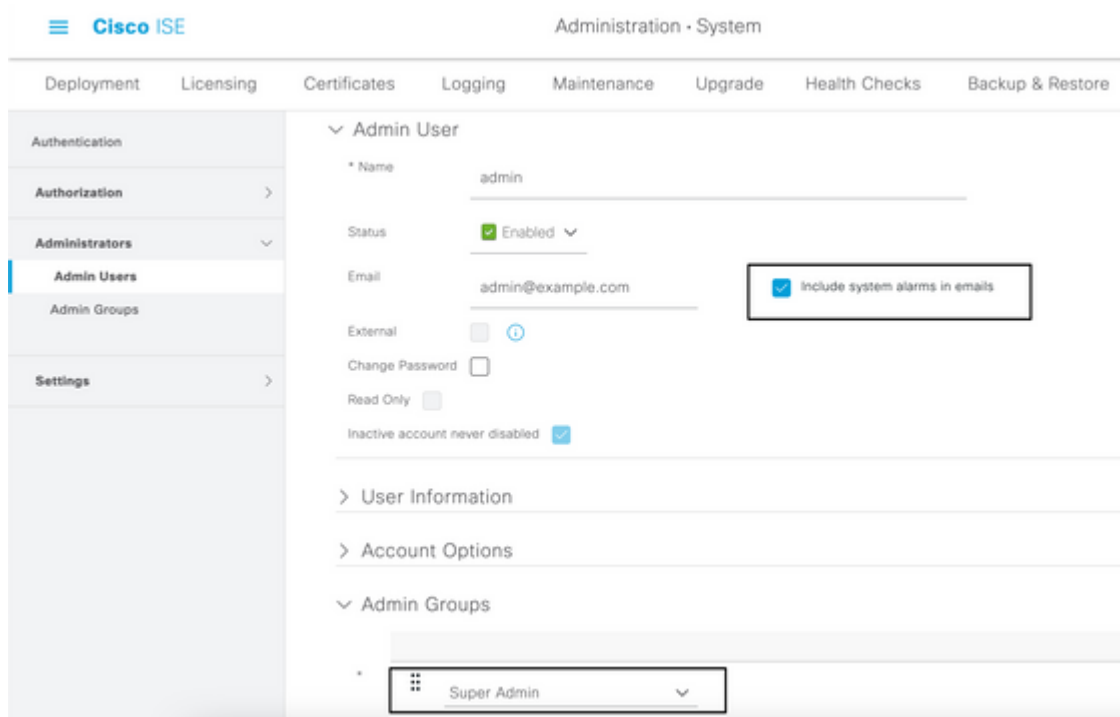 Cisco ISE
Administration · System
Deployment Licensing Certificates Logging Maintenance Upgrade Health Checks Backup & Restore
Authentication
Authorization
Administrators
Admin Users
Admin Groups
Settings
Admin User
* Name
admin
Status
Enabled
Email
admin@example.com
Include system alarms in emails
External
Change Password
Read Only
Inactive account never disabled
User Information
Account Options
Admin Groups
*
Super Admin